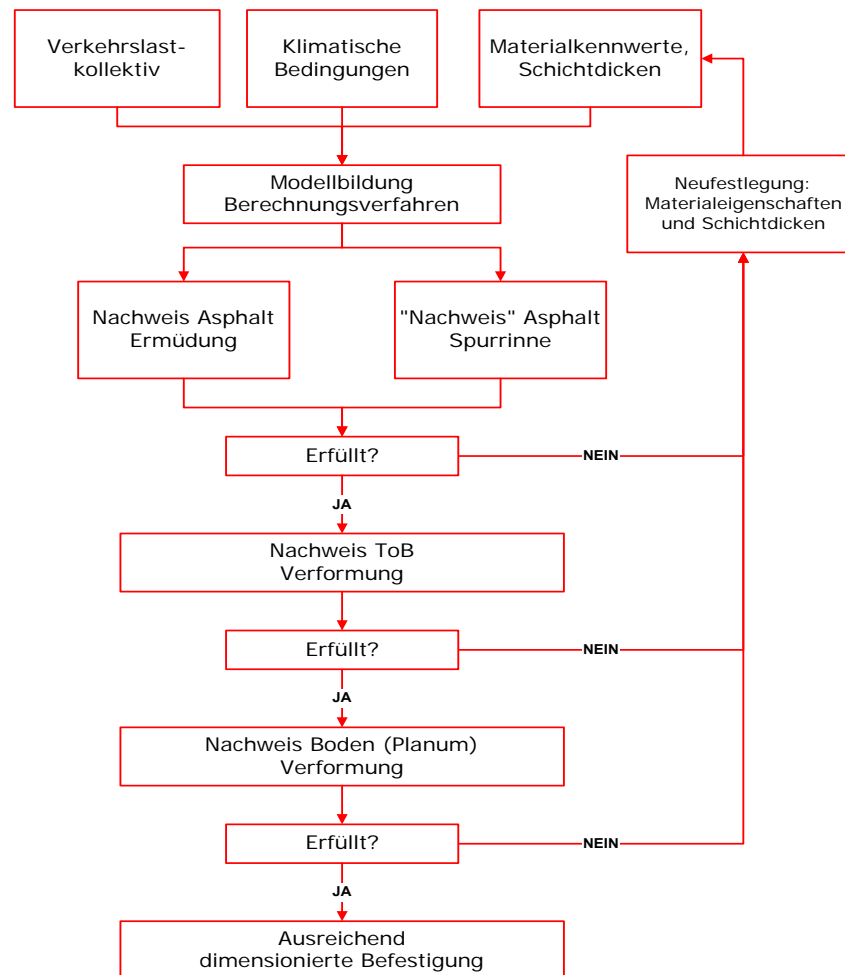 Verkehrslast-
kollektiv
Klimatische
Bedingungen
Materialkennwerte,
Schichtdicken
Modellbildung
Berechnungsverfahren
Neufestlegung:
Materialeigenschaften
und Schichtdicken
Nachweis Asphalt
Ermüdung
"Nachweis" Asphalt
Spurrinne
Erfüllt?
NEIN
JA
Nachweis ToB
Verformung
Erfüllt?
NEIN
JA
Nachweis Boden (Planum)
Verformung
Erfüllt?
NEIN
JA
Ausreichend
dimensionierte Befestigung